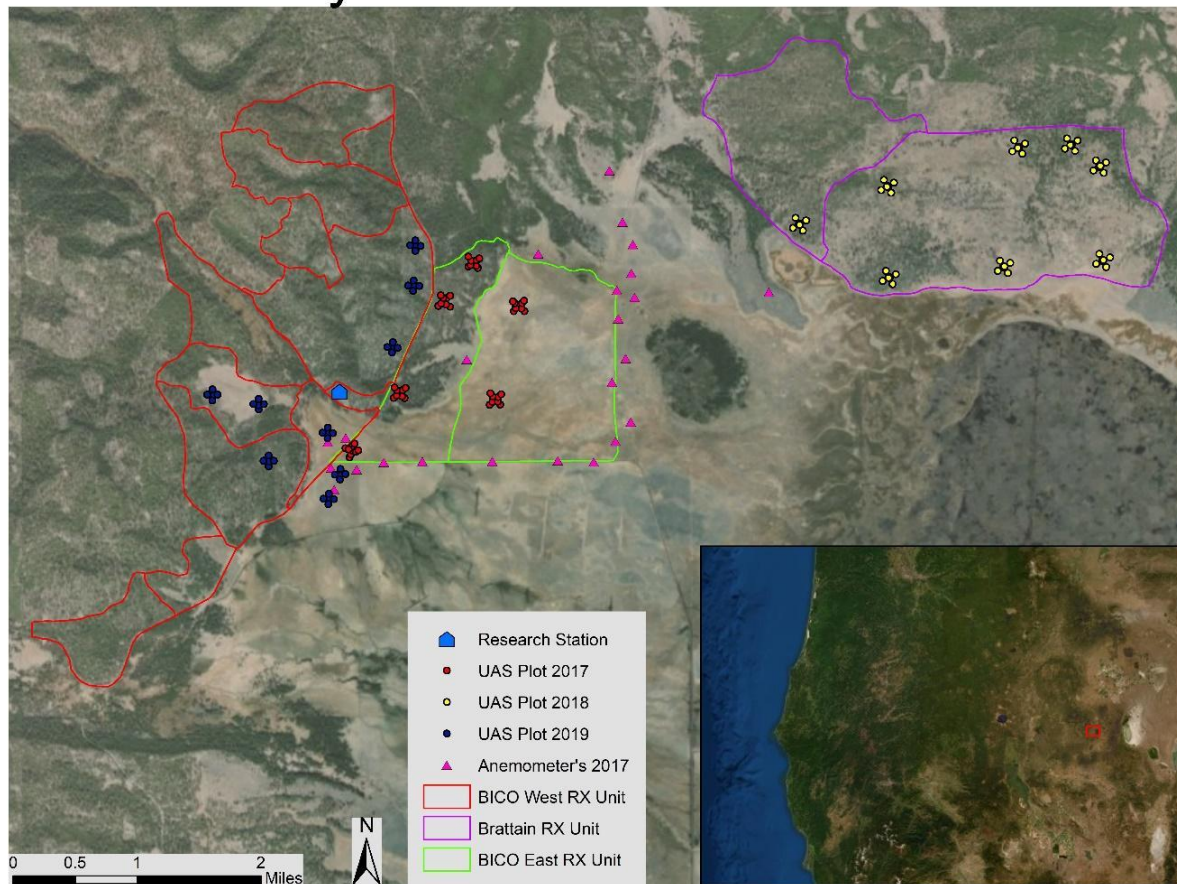 Research Station
UAS Plot 2017
UAS Plot 2018
UAS Plot 2019
Anemometer's 2017
BICO West RX Unit
Brattain RX Unit
BICO East RX Unit
N
0 0.5 1 2
Miles